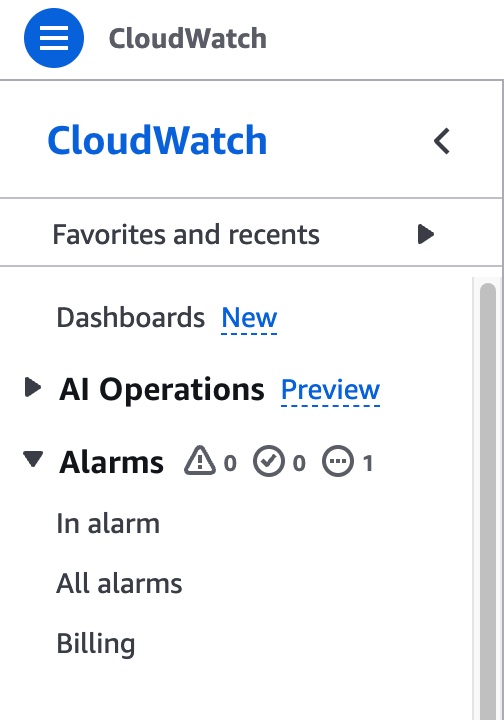 CloudWatch
CloudWatch
Favorites and recents
Dashboards New
AI Operations Preview
Alarms 0 0 1
In alarm
All alarms
Billing